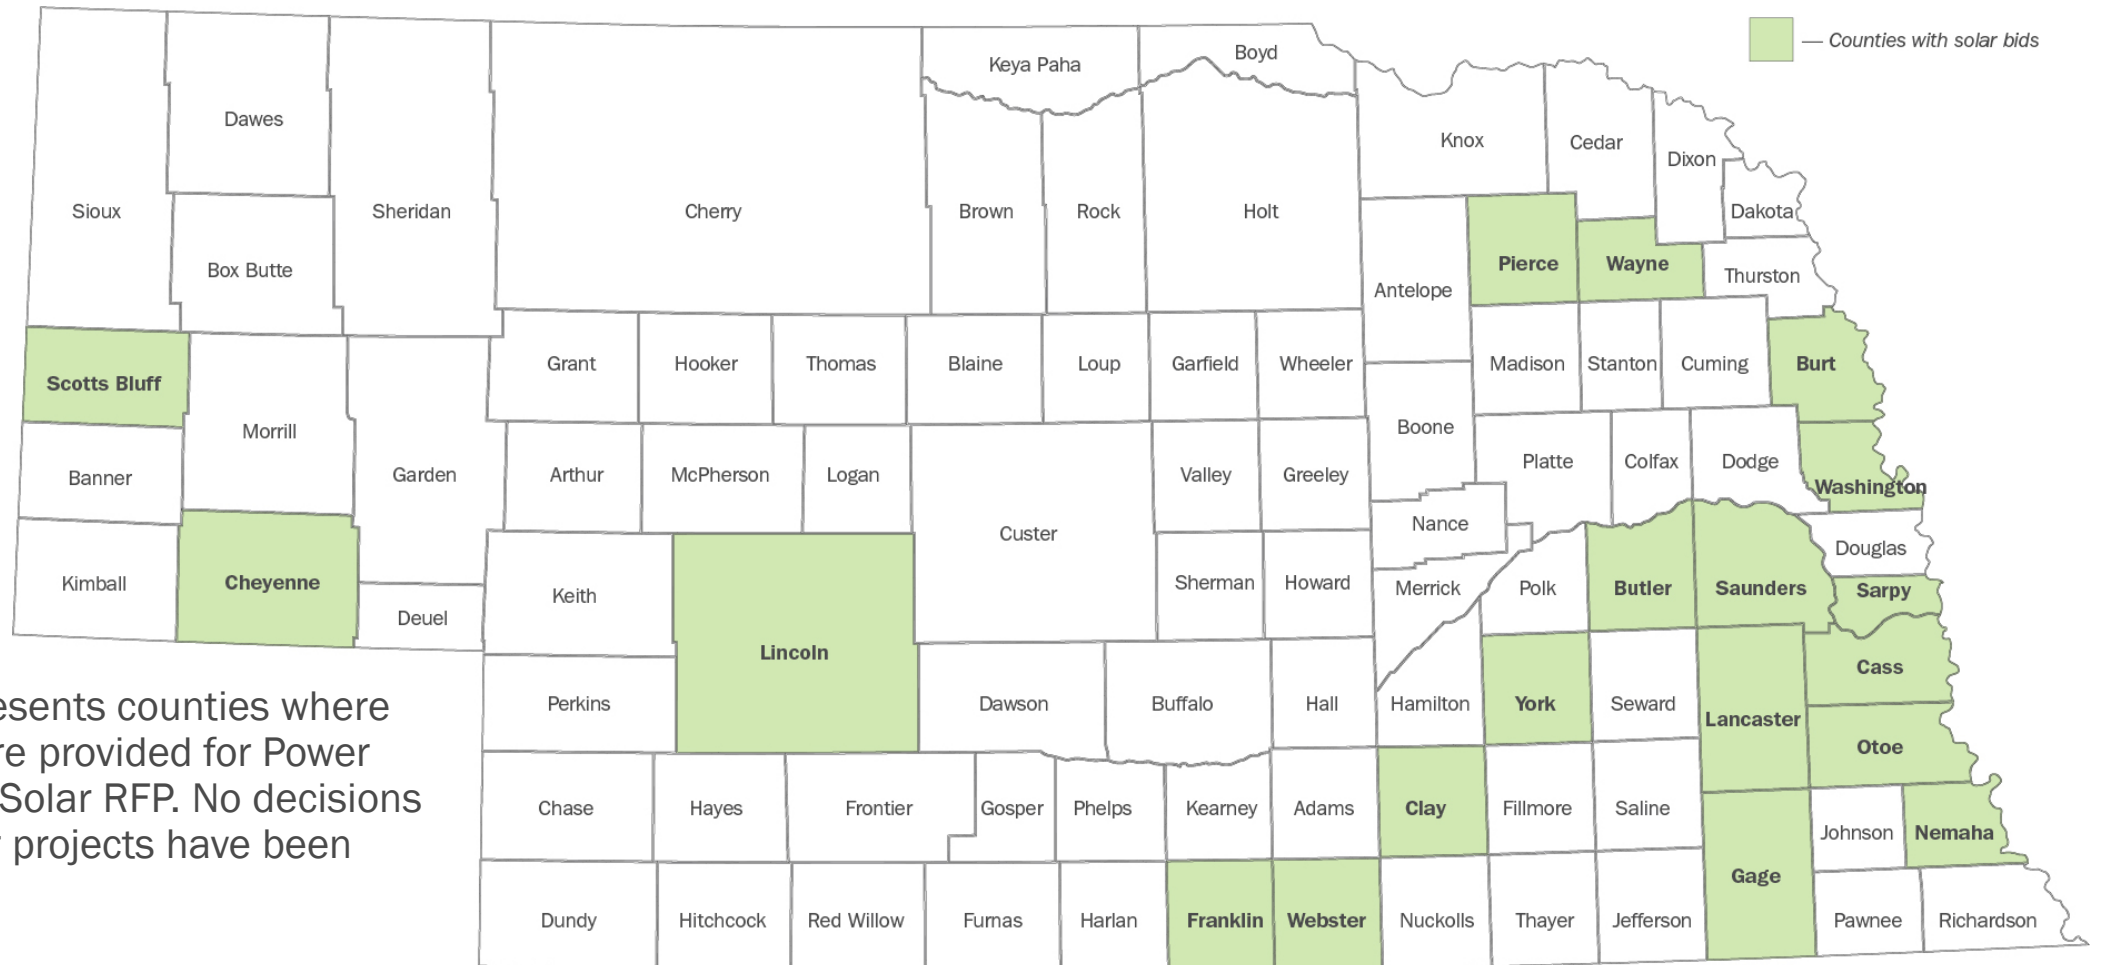 Counties with solar bids
Keya Paha
Boyd
Dawes
Knox
Cedar
Dixon
Sioux
Sheridan
Cherry
Brown
Rock
Holt
Dakota
Box Butte
Pierce
Wayne
Thurston
Antelope
Scotts Bluff
Grant
Hooker
Thomas
Blaine
Loup
Garfield
Wheeler
Madison
Stanton
Cuming
Burt
Morrill
Boone
Banner
Garden
Arthur
McPherson
Logan
Valley
Greeley
Platte
Colfax
Dodge
Washington
Custer
Nance
Douglas
Kimball
Cheyenne
Keith
Sherman
Howard
Merrick
Polk
Butler
Saunders
Sarpy
Deuel
Lincoln
Cass
Perkins
Dawson
Buffalo
Hall
Hamilton
York
Seward
Lancaster
Otoe
esents counties where
re provided for Power
Solar RFP. No decisions
r projects have been
Chase
Hayes
Frontier
Gosper
Phelps
Kearney
Adams
Clay
Fillmore
Saline
Johnson
Nemaha
Gage
Dundy
Hitchcock
Red Willow
Furnas
Harlan
Franklin
Webster
Nuckolls
Thayer
Jefferson
Pawnee
Richardson